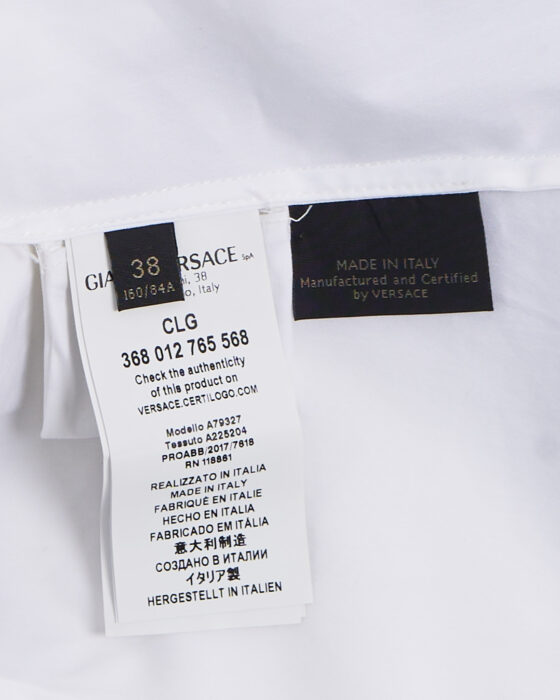 38
160/84A
GIA RSACE SpA
, 38
o, Italy
CLG
368 012 765 568
Check the authenticity
of this product on
VERSACE.CERTILOGO.COM
Modello A79327
Tessuto A225204
PROABB/2017/7618
RN 118861
REALIZZATO IN ITALIA
MADE IN ITALY
FABRIQUÉ EN ITALIE
HECHO EN ITALIA
FABRICADO EM ITÀLIA
意大利制造
СОЗДАНО В ИТАЛИИ
イタリア製
HERGESTELLT IN ITALIEN
MADE IN ITALY
Manufactured and Certified
by VERSACE